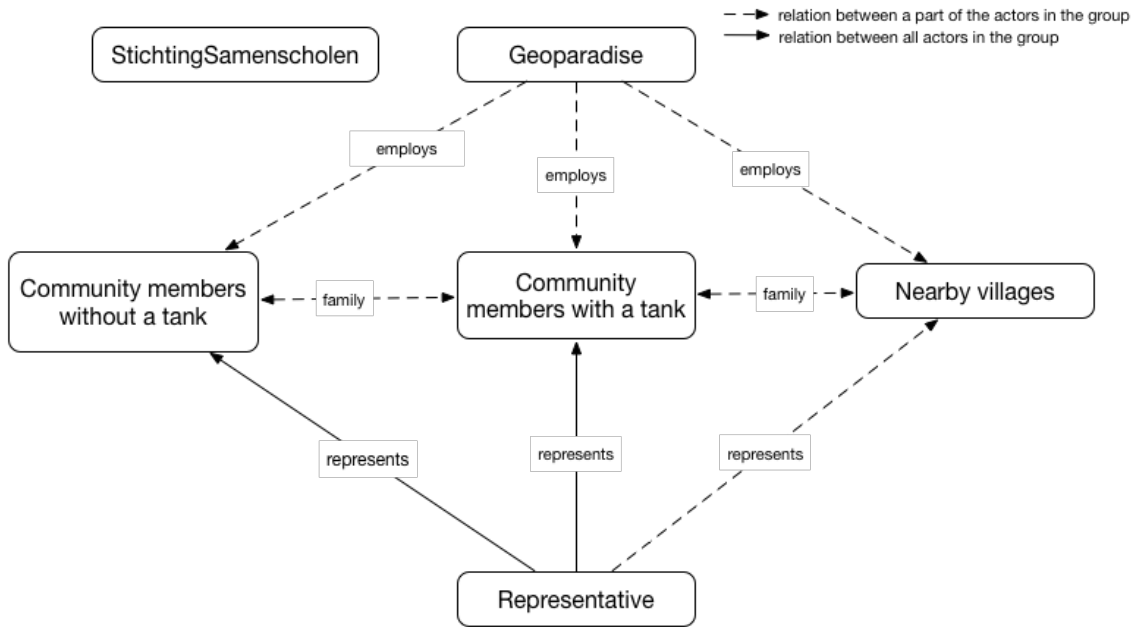 relation between a part of the actors in the group
relation between all actors in the group
StichtingSamenscholen
Geoparadise
employs
employs
employs
Community members
without a tank
family
Community
members with a tank
family
Nearby villages
represents
represents
represents
Representative